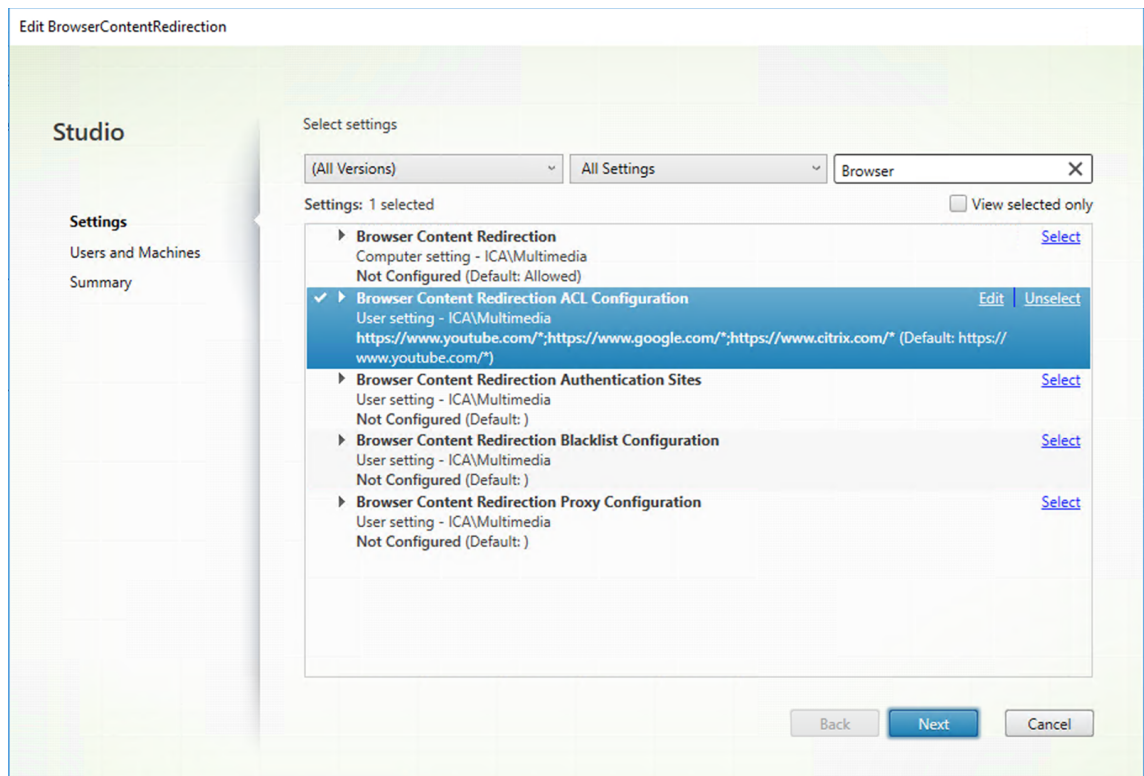 Edit BrowserContentRedirection
Studio
Settings
Users and Machines
Summary
Select settings
(All Versions)
All Settings
Browser
Settings: 1 selected
View selected only
Browser Content Redirection
Select
Computer setting - ICA\Multimedia
Not Configured (Default: Allowed)
Browser Content Redirection ACL Configuration
Edit
Unselect
User setting - ICA\Multimedia
https://www.youtube.com/*;https://www.google.com/*;https://www.citrix.com/* (Default: https://
www.youtube.com/*)
Browser Content Redirection Authentication Sites
Select
User setting - ICA\Multimedia
Not Configured (Default: )
Browser Content Redirection Blacklist Configuration
Select
User setting - ICA\Multimedia
Not Configured (Default: )
Browser Content Redirection Proxy Configuration
Select
User setting - ICA\Multimedia
Not Configured (Default: )
Back
Next
Cancel